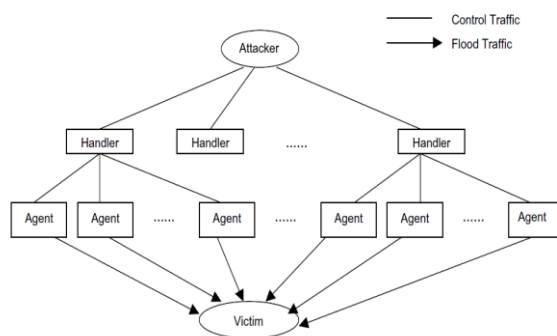 Control Traffic
Flood Traffic
Attacker
Handler Handler ...... Handler
Agent Agent ...... Agent ...... Agent Agent ...... Agent
Victim